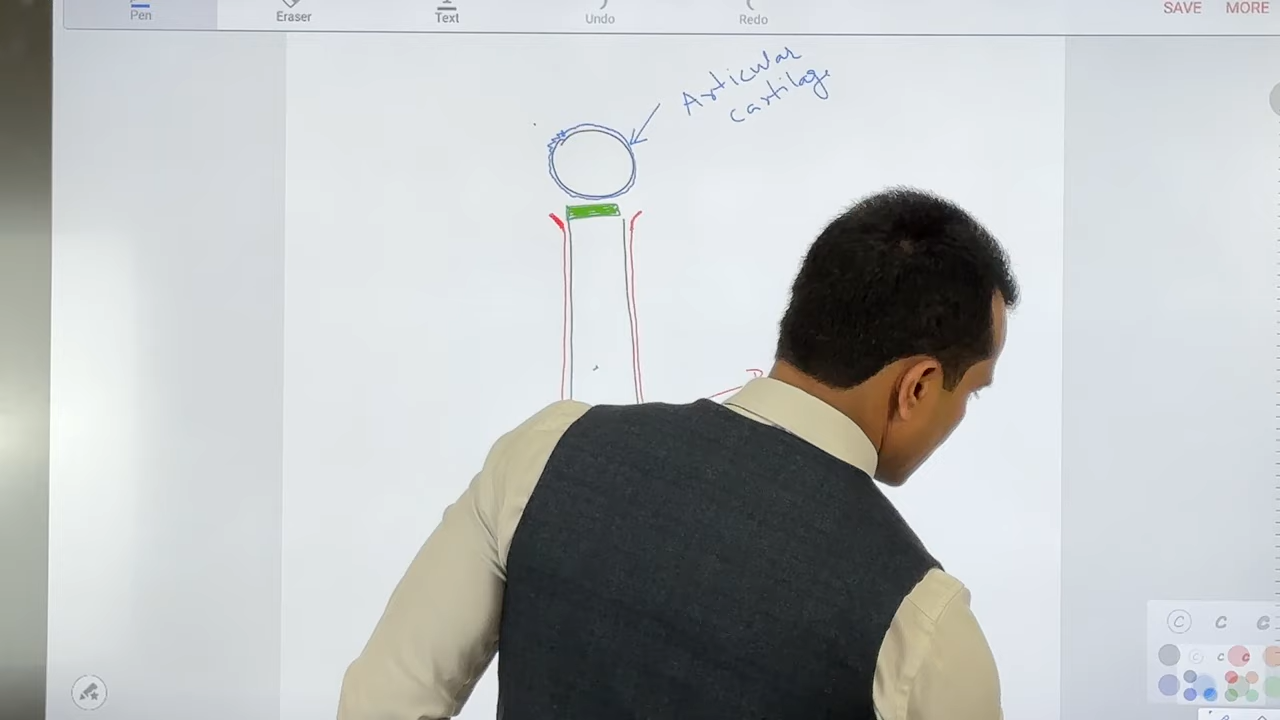 Pen
Eraser
Text
Undo
Redo
SAVE
MORE
Articular
cartilage